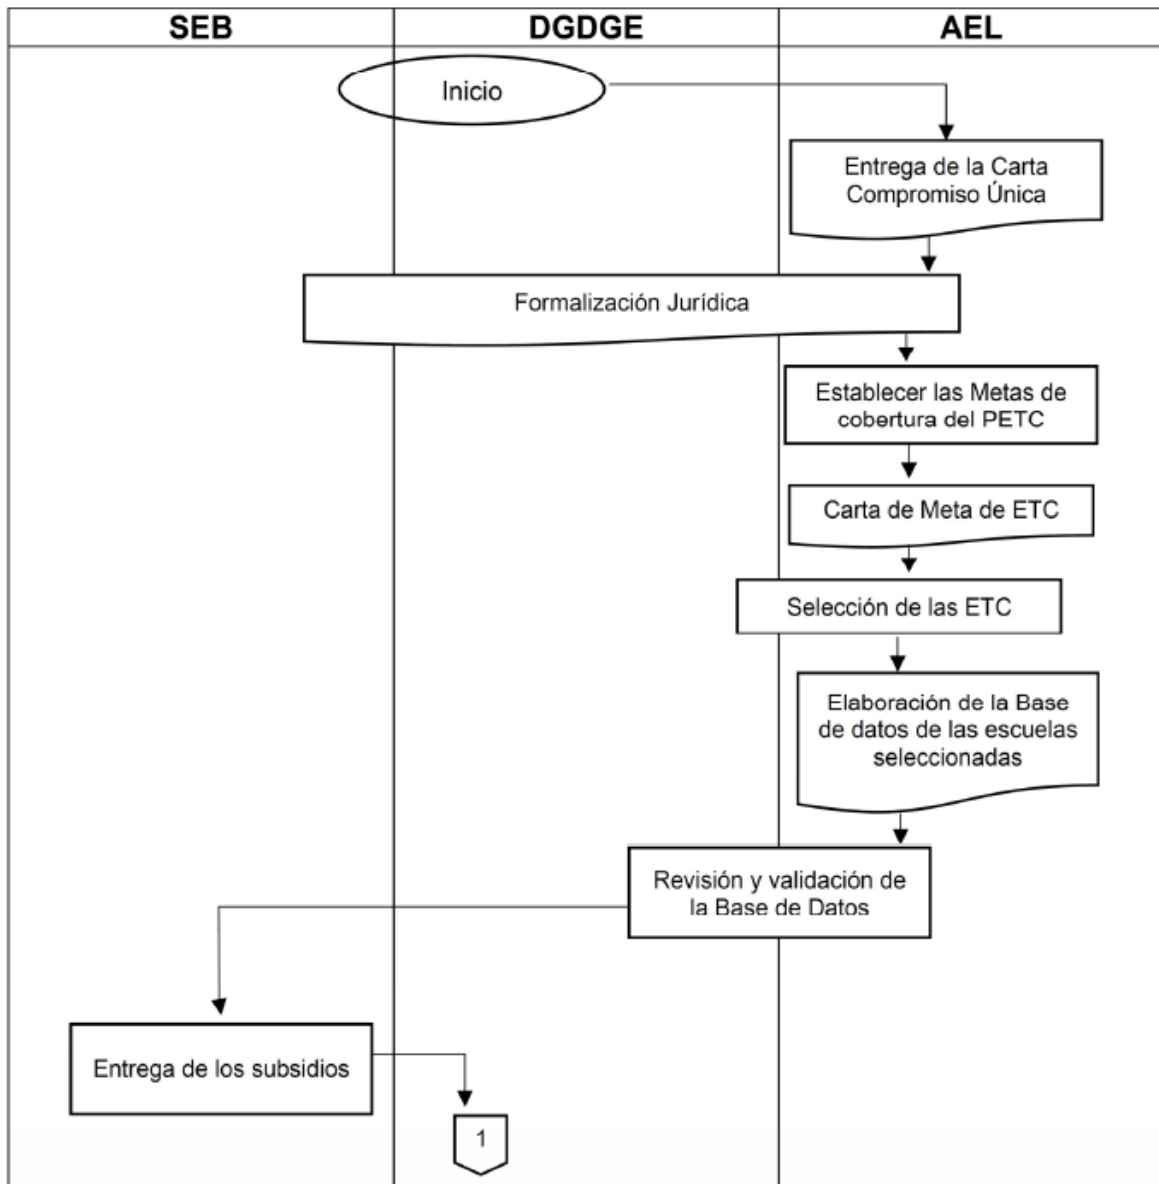 SEB
DGDGE
AEL
Inicio
Entrega de la Carta
Compromiso Única
Formalización Jurídica
Establecer las Metas de
cobertura del PETC
Carta de Meta de ETC
Selección de las ETC
Elaboración de la Base
de datos de las escuelas
seleccionadas
Revisión y validación de
la Base de Datos
Entrega de los subsidios
1